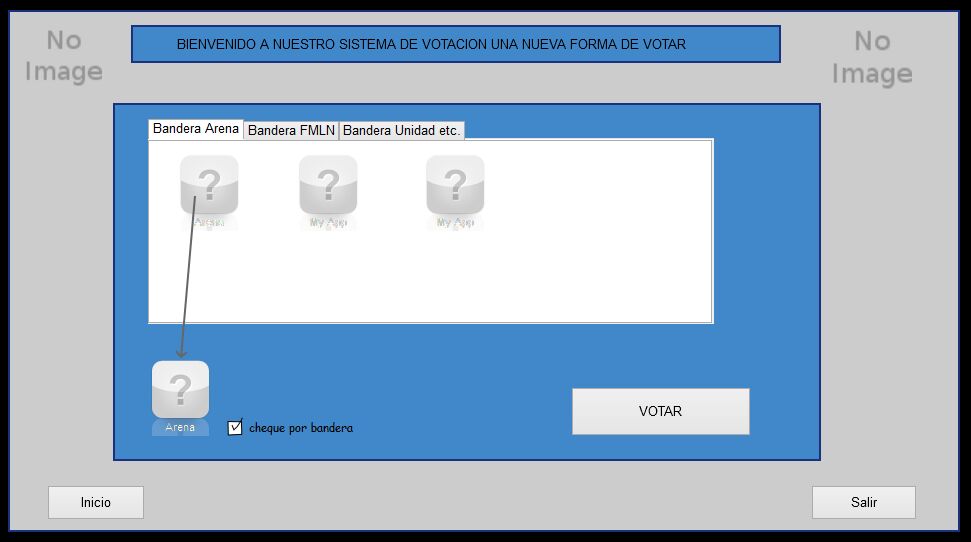 No
Image
BIENVENIDO A NUESTRO SISTEMA DE VOTACION UNA NUEVA FORMA DE VOTAR
No
Image
Bandera Arena
Bandera FMLN
Bandera Unidad etc.
?
?
?
Arena
My App
My App
?
Arena
cheque por bandera
VOTAR
Inicio
Salir